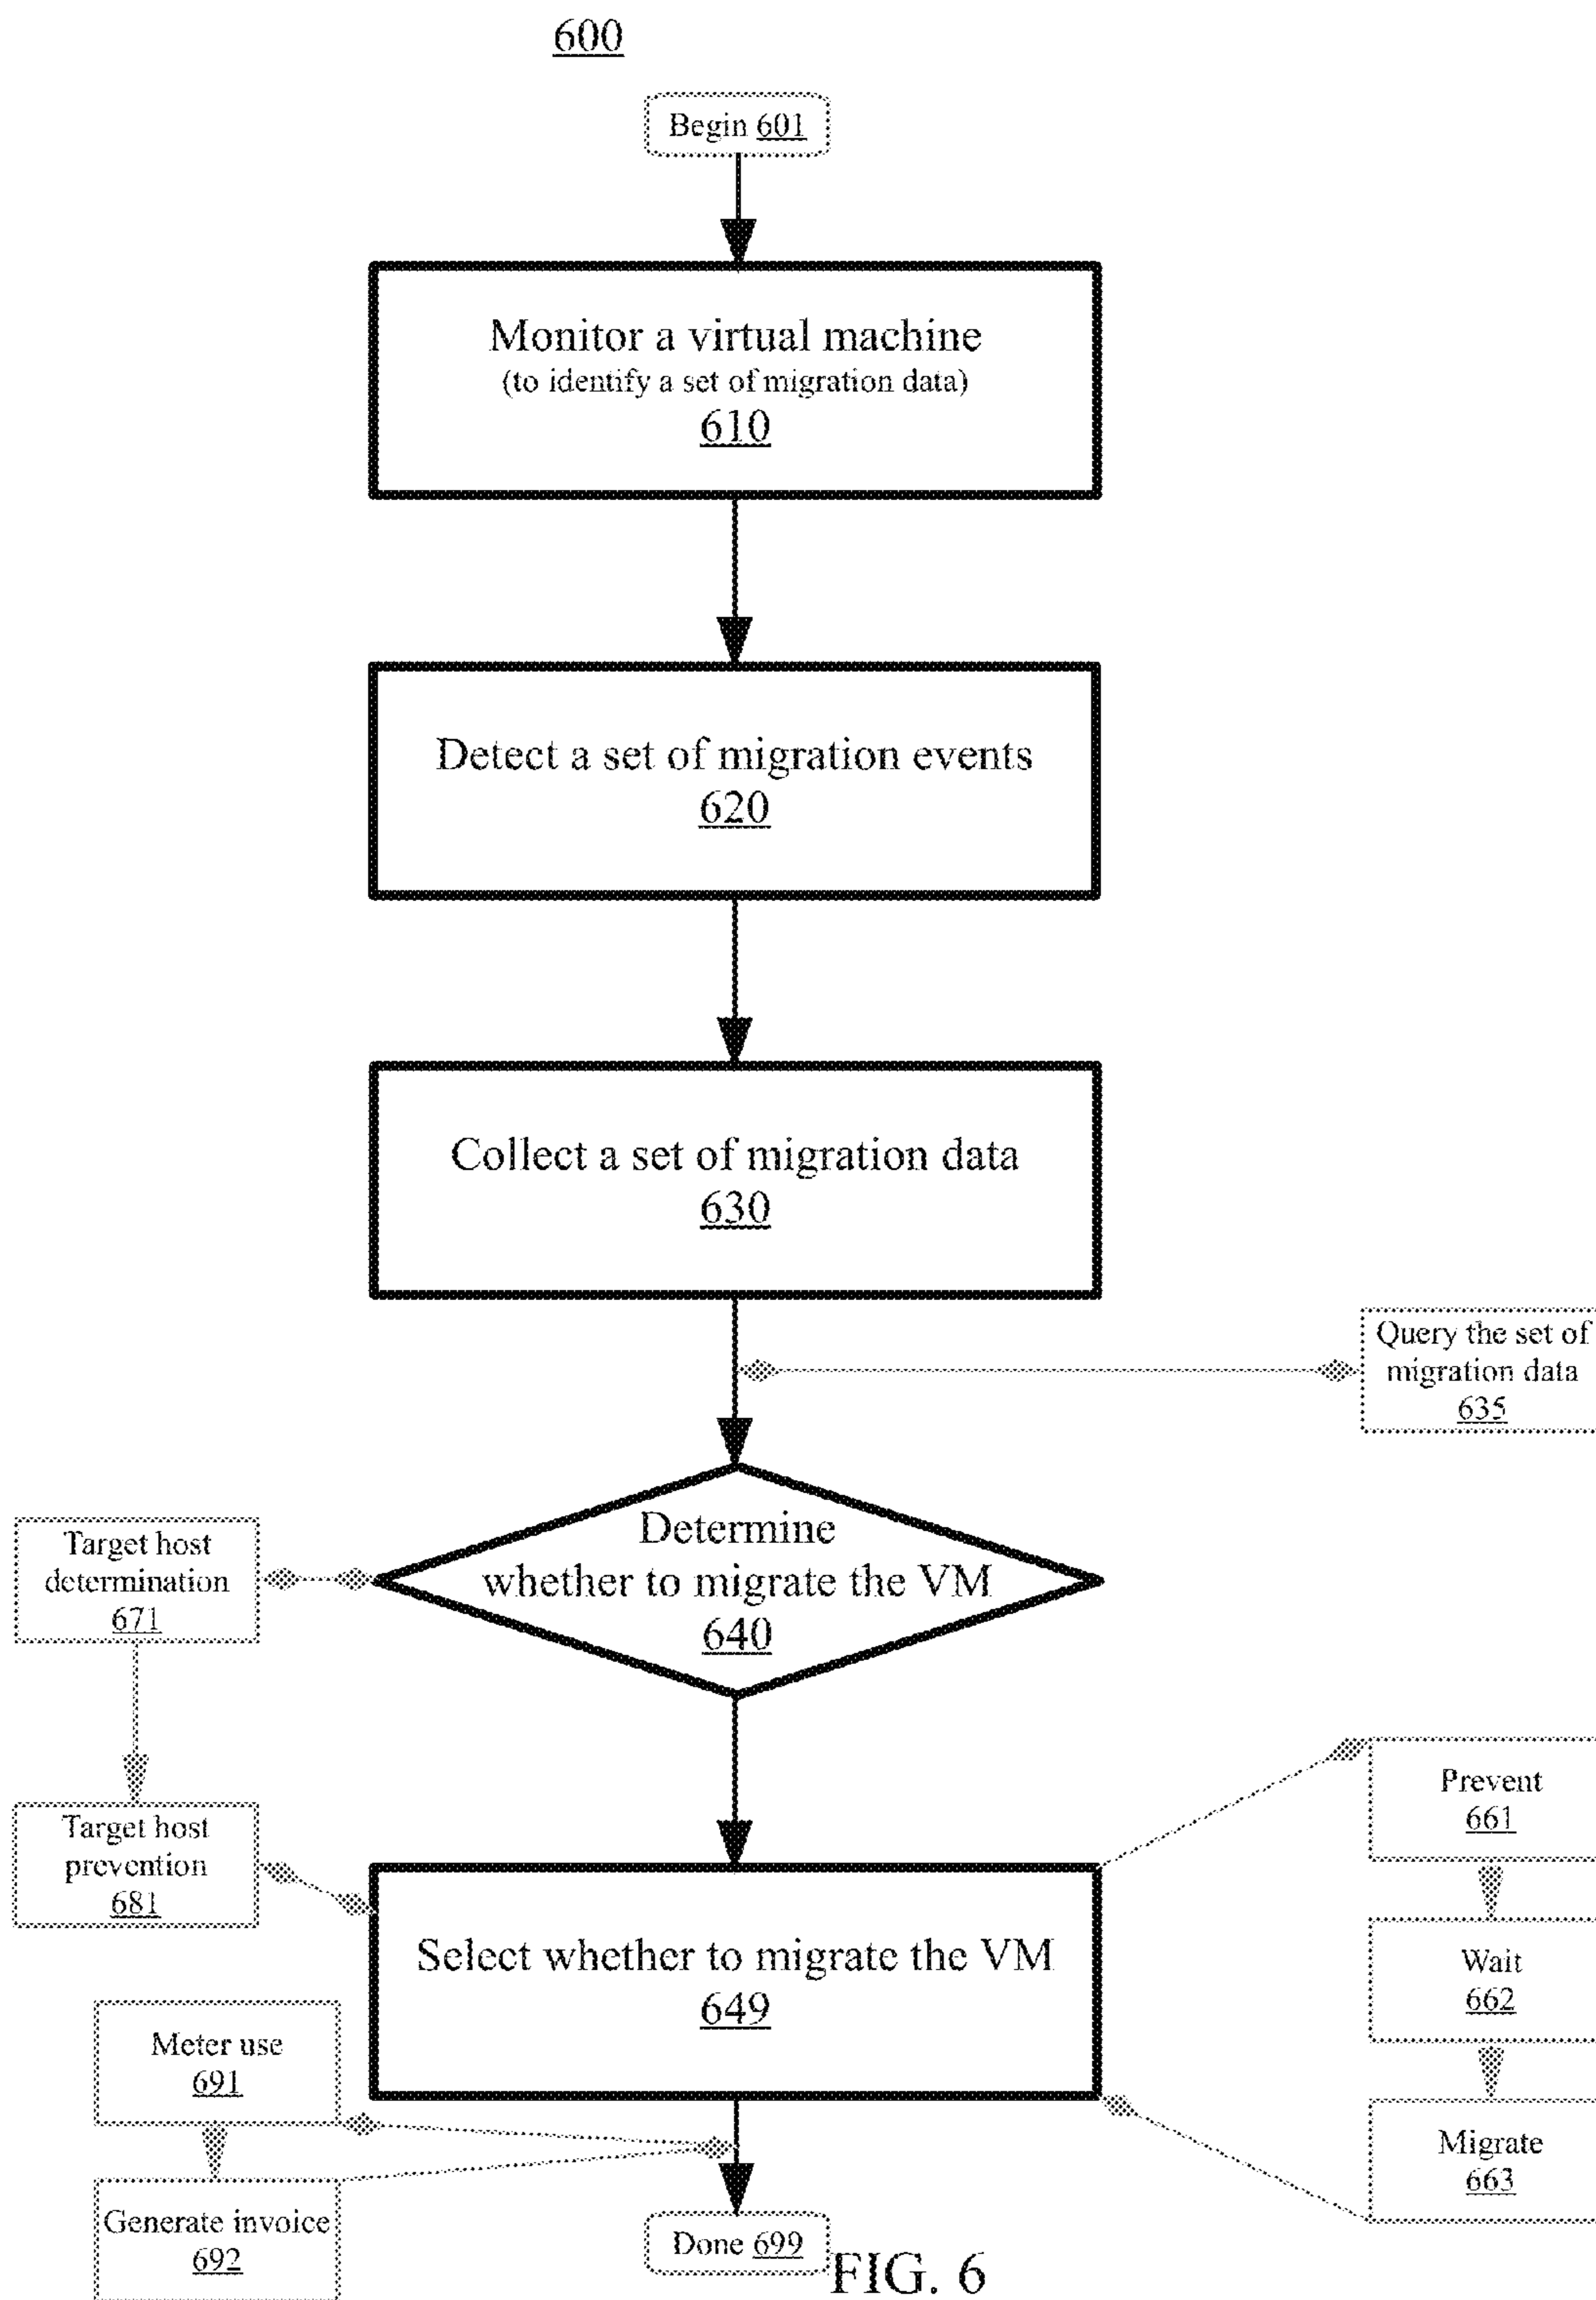 600
Begin 601
Monitor a virtual machine
(to identify a set of migration data)
610
Detect a set of migration events
620
Collect a set of migration data
630
Query the set of
migration data
635
Determine
whether to migrate the VM
640
Target host
determination
671
Target host
prevention
681
Prevent
661
Wait
662
Migrate
663
Select whether to migrate the VM
649
Meter use
691
Generate invoice
692
Done 699
FIG. 6